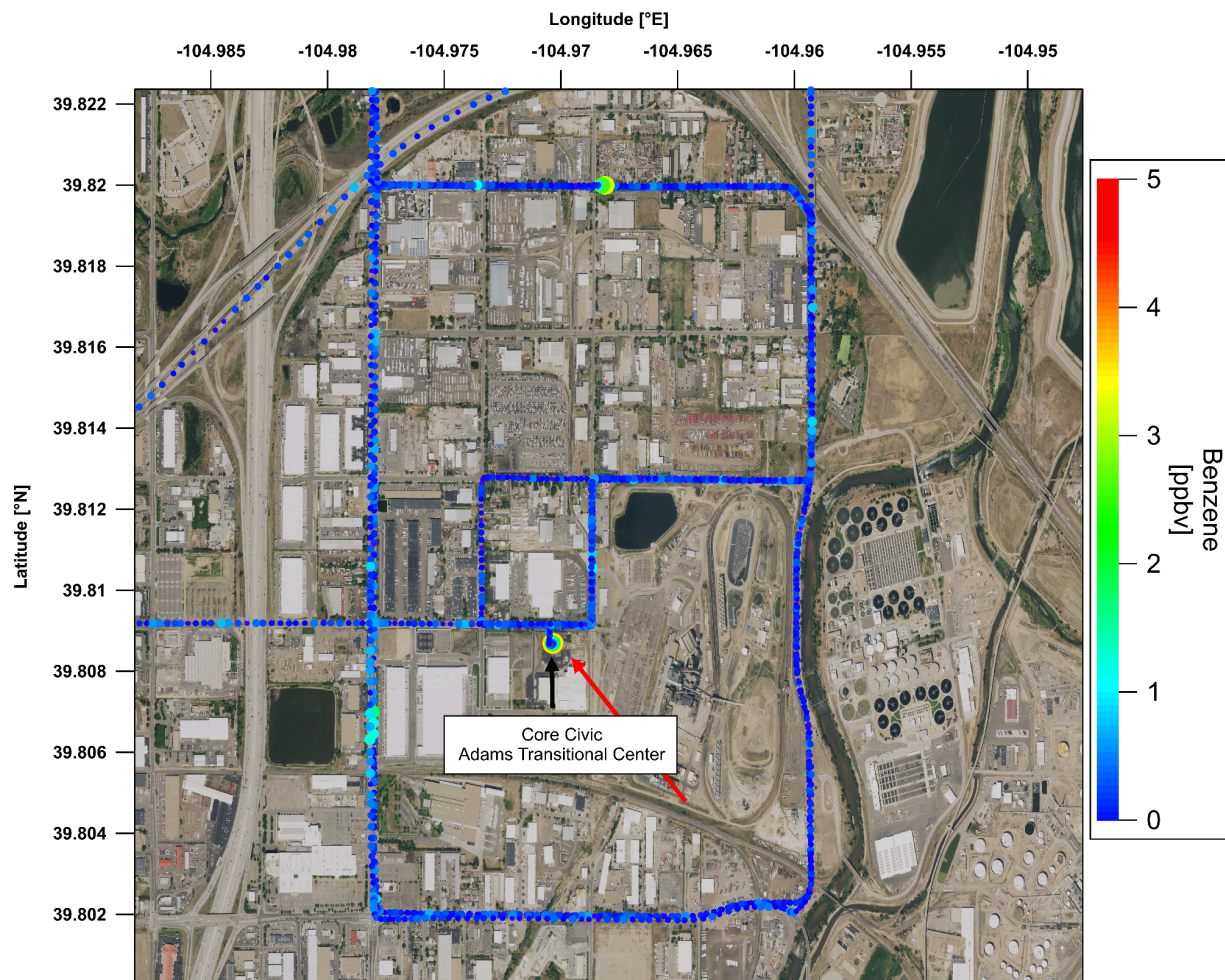 Longitude [°E]
-104.985 -104.98 -104.975 -104.97 -104.965 -104.96 -104.955 -104.95
Latitude [°N]
39.822
39.82
39.818
39.816
39.814
39.812
39.81
39.808
39.806
39.804
39.802
Core Civic
Adams Transitional Center
5
4
3
2
1
0
Benzene
[ppbv]